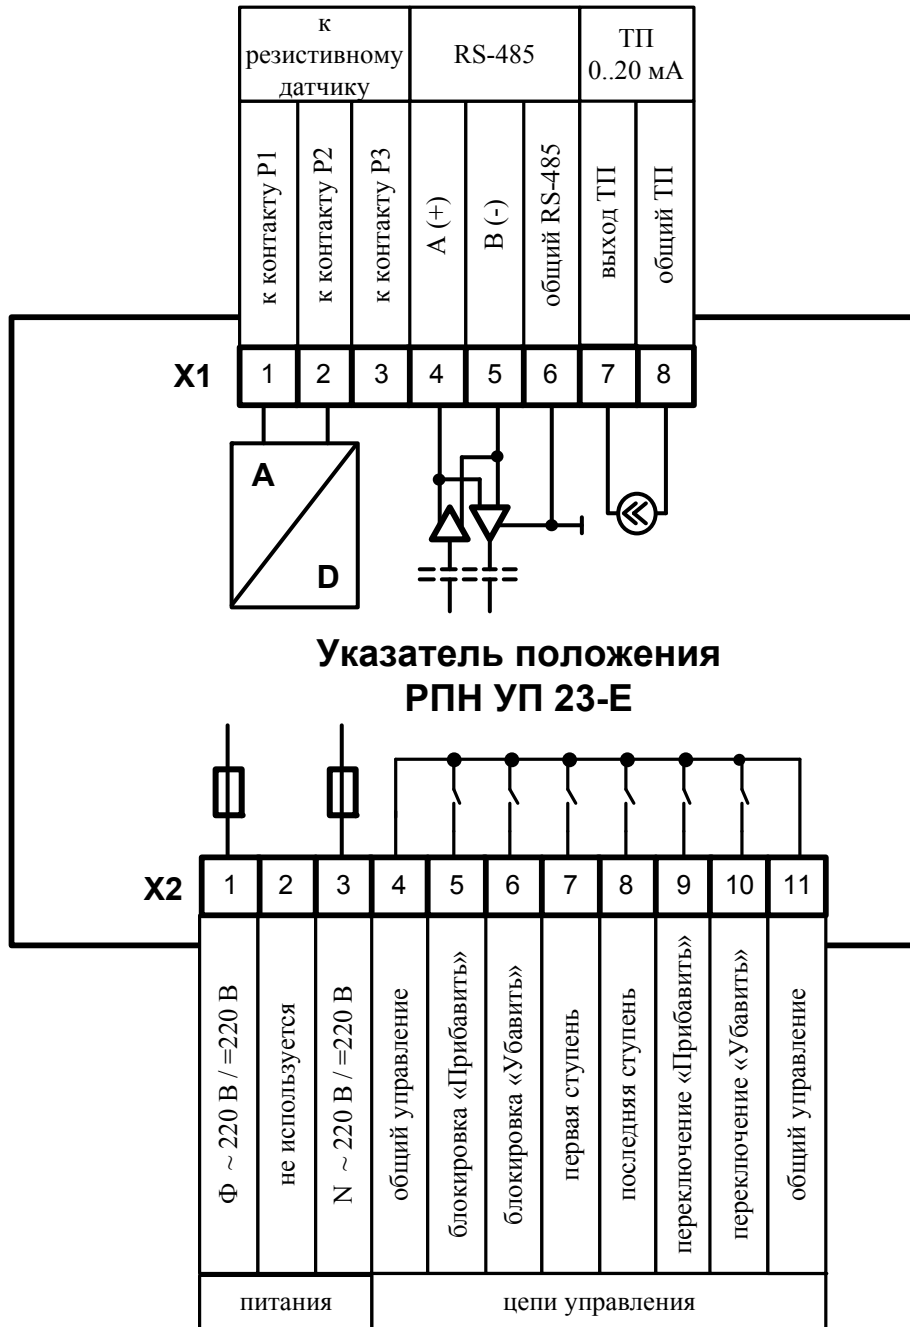 к
резистивному
датчику
RS-485
ТП
0..20 мА
к контакту Р1
к контакту Р2
к контакту Р3
А (+)
В (-)
общий RS-485
выход ТП
общий ТП
X1
1
2
3
4
5
6
7
8
A
D
Указатель положения
РПН УП 23-Е
X2
1
2
3
4
5
6
7
8
9
10
11
Ф ~ 220 В / =220 В
не используется
N ~ 220 В / =220 В
общий управление
блокировка «Прибавить»
блокировка «Убавить»
первая ступень
последняя ступень
переключение «Прибавить»
переключение «Убавить»
общий управление
питания
цепи управления